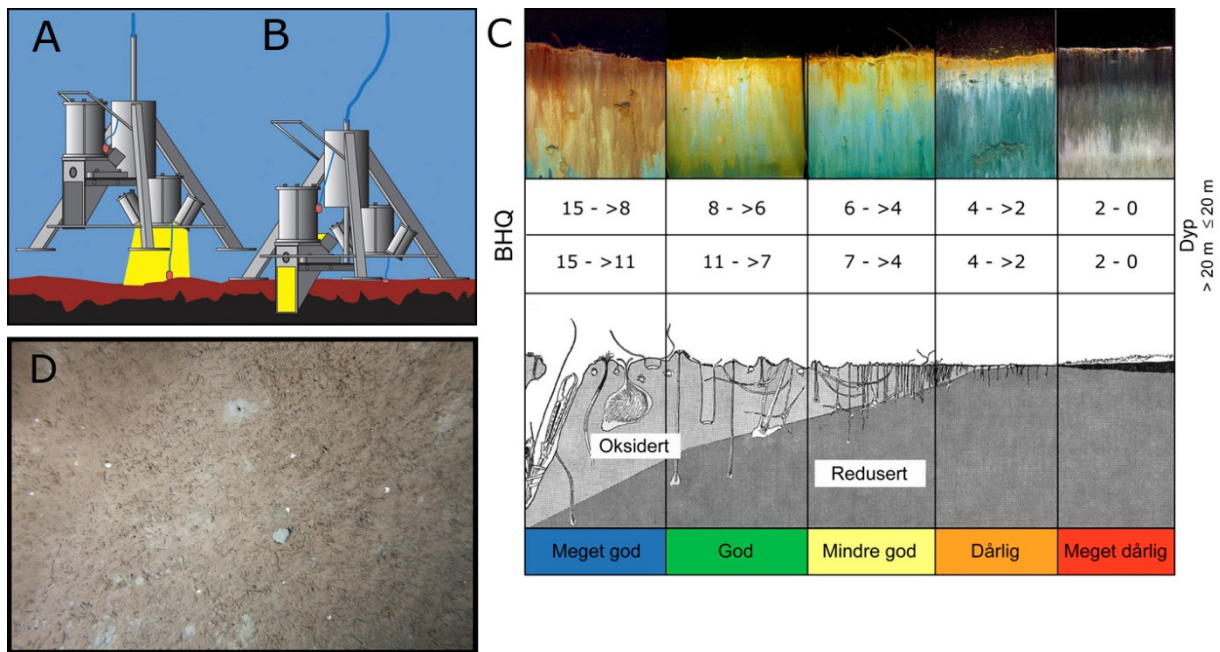 A
B
C
D
BHQ
15 - >8
8 - >6
6 - >4
4 - >2
2 - 0
15 - >11
11 - >7
7 - >4
4 - >2
2 - 0
Dyp
> 20 m ≤ 20 m
Oksidert
Redusert
Meget god
God
Mindre god
Dårlig
Meget dårlig